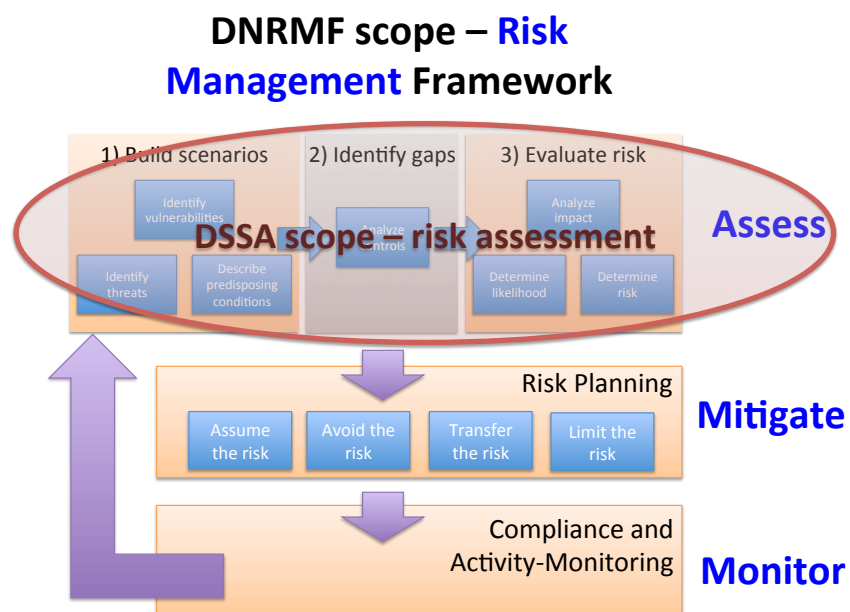 DNRMF scope – Risk
Management Framework
1) Build scenarios
2) Identify gaps
3) Evaluate risk
Identify
vulnerabilities
Analyze
impact
Analyze
controls
DSSA scope – risk assessment
Assess
Identify
threats
Describe
predisposing
conditions
Determine
likelihood
Determine
risk
Risk Planning
Mitigate
Assume
the risk
Avoid the
risk
Transfer
the risk
Limit the
risk
Compliance and
Activity-Monitoring
Monitor